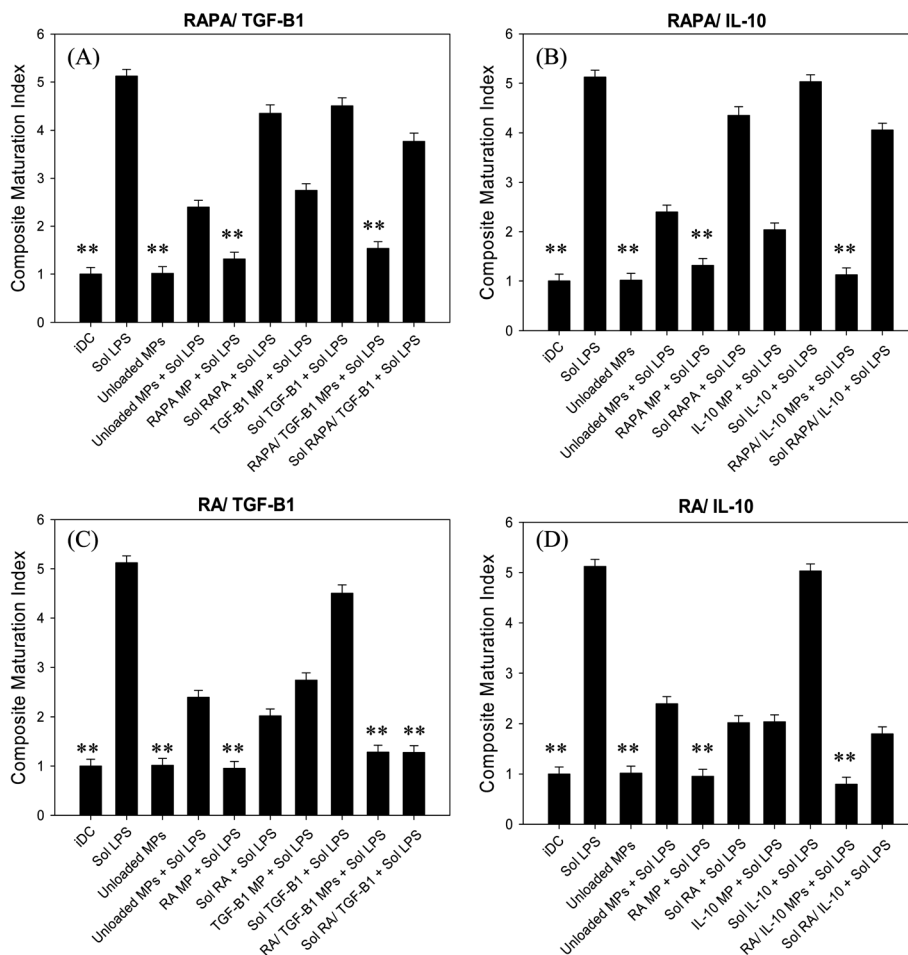 RAPA/ TGF-B1
(A)
Composite Maturation Index
6
5
4
3
2
1
0
**
**
**
**
iDC
Sol LPS
Unloaded MPs
Unloaded MPs + Sol LPS
RAPA MP + Sol LPS
Sol RAPA + Sol LPS
TGF-B1 MP + Sol LPS
Sol TGF-B1 + Sol LPS
RAPA/ TGF-B1 MPs + Sol LPS
Sol RAPA/ TGF-B1 + Sol LPS
RAPA/ IL-10
(B)
Composite Maturation Index
6
5
4
3
2
1
0
**
**
**
**
iDC
Sol LPS
Unloaded MPs
Unloaded MPs + Sol LPS
RAPA MP + Sol LPS
Sol RAPA + Sol LPS
IL-10 MP + Sol LPS
Sol IL-10 + Sol LPS
RAPA/ IL-10 MPs + Sol LPS
Sol RAPA/ IL-10 + Sol LPS
RA/ TGF-B1
(C)
Composite Maturation Index
6
5
4
3
2
1
0
**
**
**
**
**
iDC
Sol LPS
Unloaded MPs
Unloaded MPs + Sol LPS
RA MP + Sol LPS
Sol RA + Sol LPS
TGF-B1 MP + Sol LPS
Sol TGF-B1 + Sol LPS
RA/ TGF-B1 MPs + Sol LPS
Sol RA/ TGF-B1 + Sol LPS
RA/ IL-10
(D)
Composite Maturation Index
6
5
4
3
2
1
0
**
**
**
**
iDC
Sol LPS
Unloaded MPs
Unloaded MPs + Sol LPS
RA MP + Sol LPS
Sol RA + Sol LPS
IL-10 MP + Sol LPS
Sol IL-10 + Sol LPS
RA/ IL-10 MPs + Sol LPS
Sol RA/ IL-10 + Sol LPS